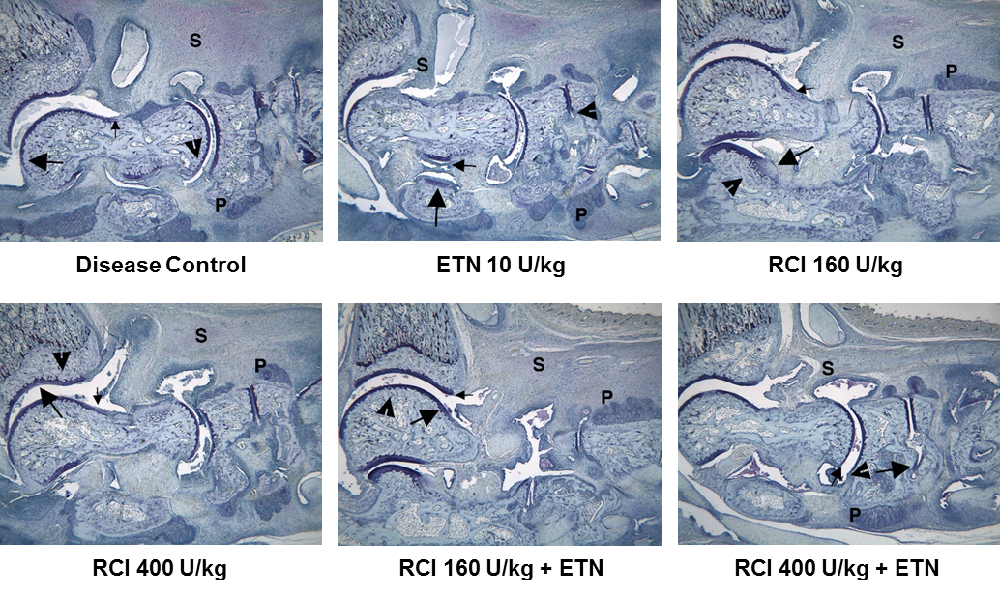 S
P
Disease Control
S
P
ETN 10 U/kg
S
P
RCI 160 U/kg
S
P
RCI 400 U/kg
S
P
RCI 160 U/kg + ETN
S
P
RCI 400 U/kg + ETN